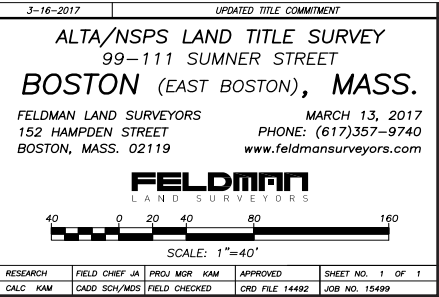 3-16-2017 UPDATED TITLE COMMITMENT
ALTA/NSPS LAND TITLE SURVEY
99-111 SUMNER STREET
BOSTON (EAST BOSTON), MASS.
FELDMAN LAND SURVEYORS MARCH 13, 2017
152 HAMPDEN STREET PHONE: (617)357-9740
BOSTON, MASS. 02119 www.feldmansurveyors.com
FELDMAN
LAND SURVEYORS
40 0 20 40 80 160
SCALE: 1"=40'
RESEARCH FIELD CHIEF JA PROJ MGR KAM APPROVED SHEET NO. 1 OF 1
CALC KAM CADD SCH/MDS FIELD CHECKED CRD FILE 14492 JOB NO. 15499